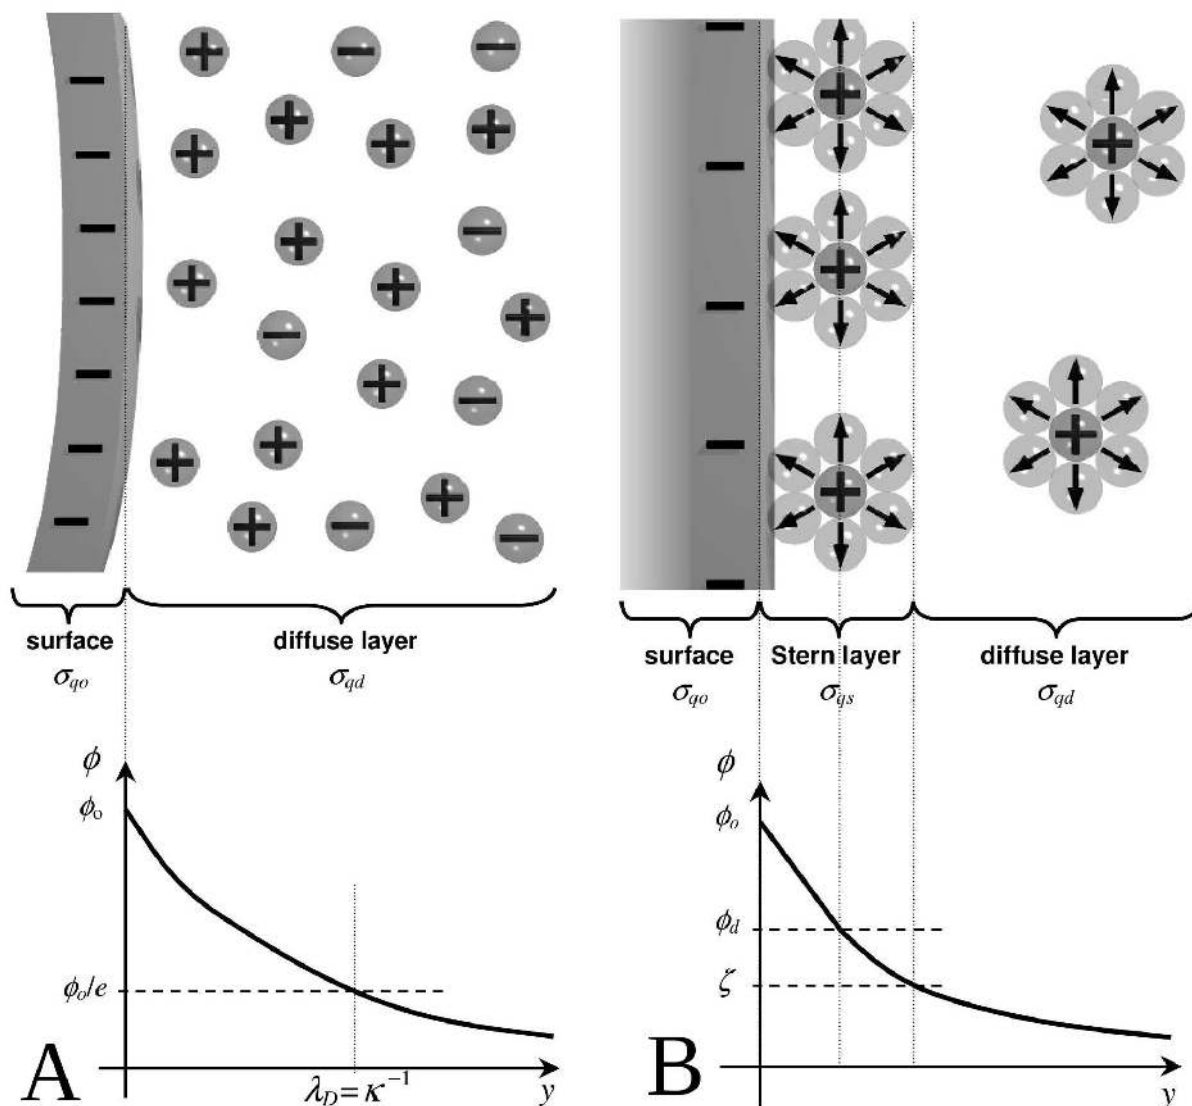 surface
σqo
diffuse layer
σqd
surface
σqo
Stern layer
σqs
diffuse layer
σqd
ϕ
ϕo
ϕo/e
λD = κ⁻¹
y
A
ϕ
ϕo
ϕd
ζ
y
B